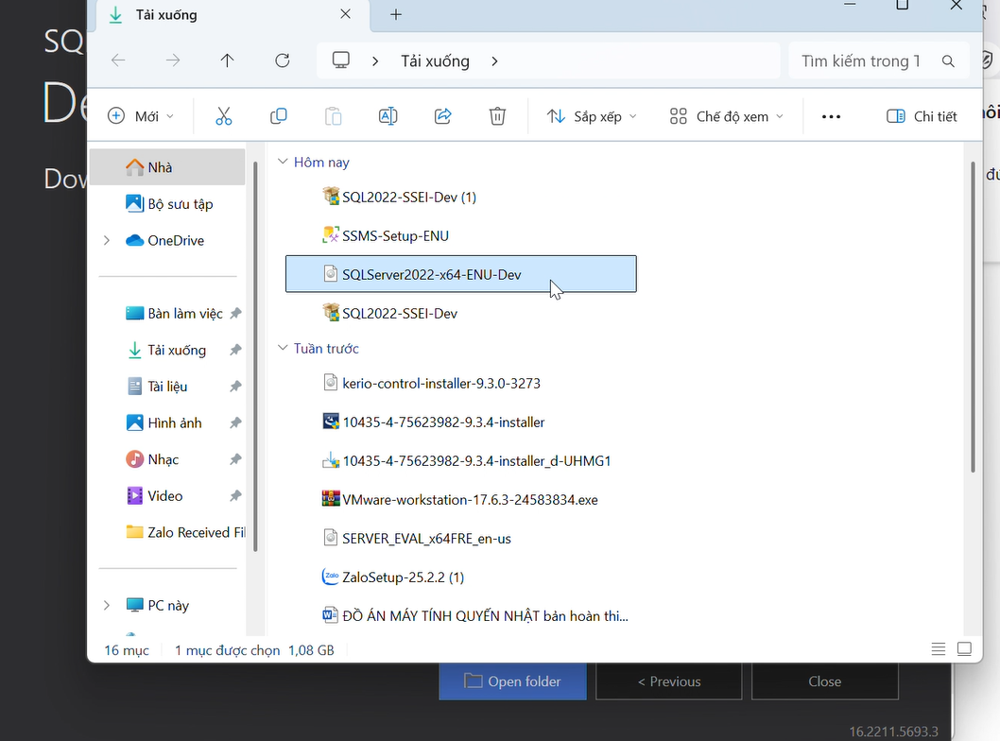 SQ
De
Dov
Tải xuống
Tải xuống
Tìm kiếm trong T
Mới
Sắp xếp
Chế độ xem
Chi tiết
Nhà
Bộ sưu tập
OneDrive
Bàn làm việc
Tải xuống
Tài liệu
Hình ảnh
Nhạc
Video
Zalo Received Fi
PC này
Hôm nay
SQL2022-SSEI-Dev (1)
SSMS-Setup-ENU
SQLServer2022-x64-ENU-Dev
SQL2022-SSEI-Dev
Tuần trước
kerio-control-installer-9.3.0-3273
10435-4-75623982-9.3.4-installer
10435-4-75623982-9.3.4-installer_d-UHMG1
VMware-workstation-17.6.3-24583834.exe
SERVER_EVAL_x64FRE_en-us
Zalo
ZaloSetup-25.2.2 (1)
ĐỒ ÁN MÁY TÍNH QUYẾN NHẬT bản hoàn thi...
16 mục
1 mục được chọn 1,08 GB
Open folder
< Previous
Close
16.2211.5693.3